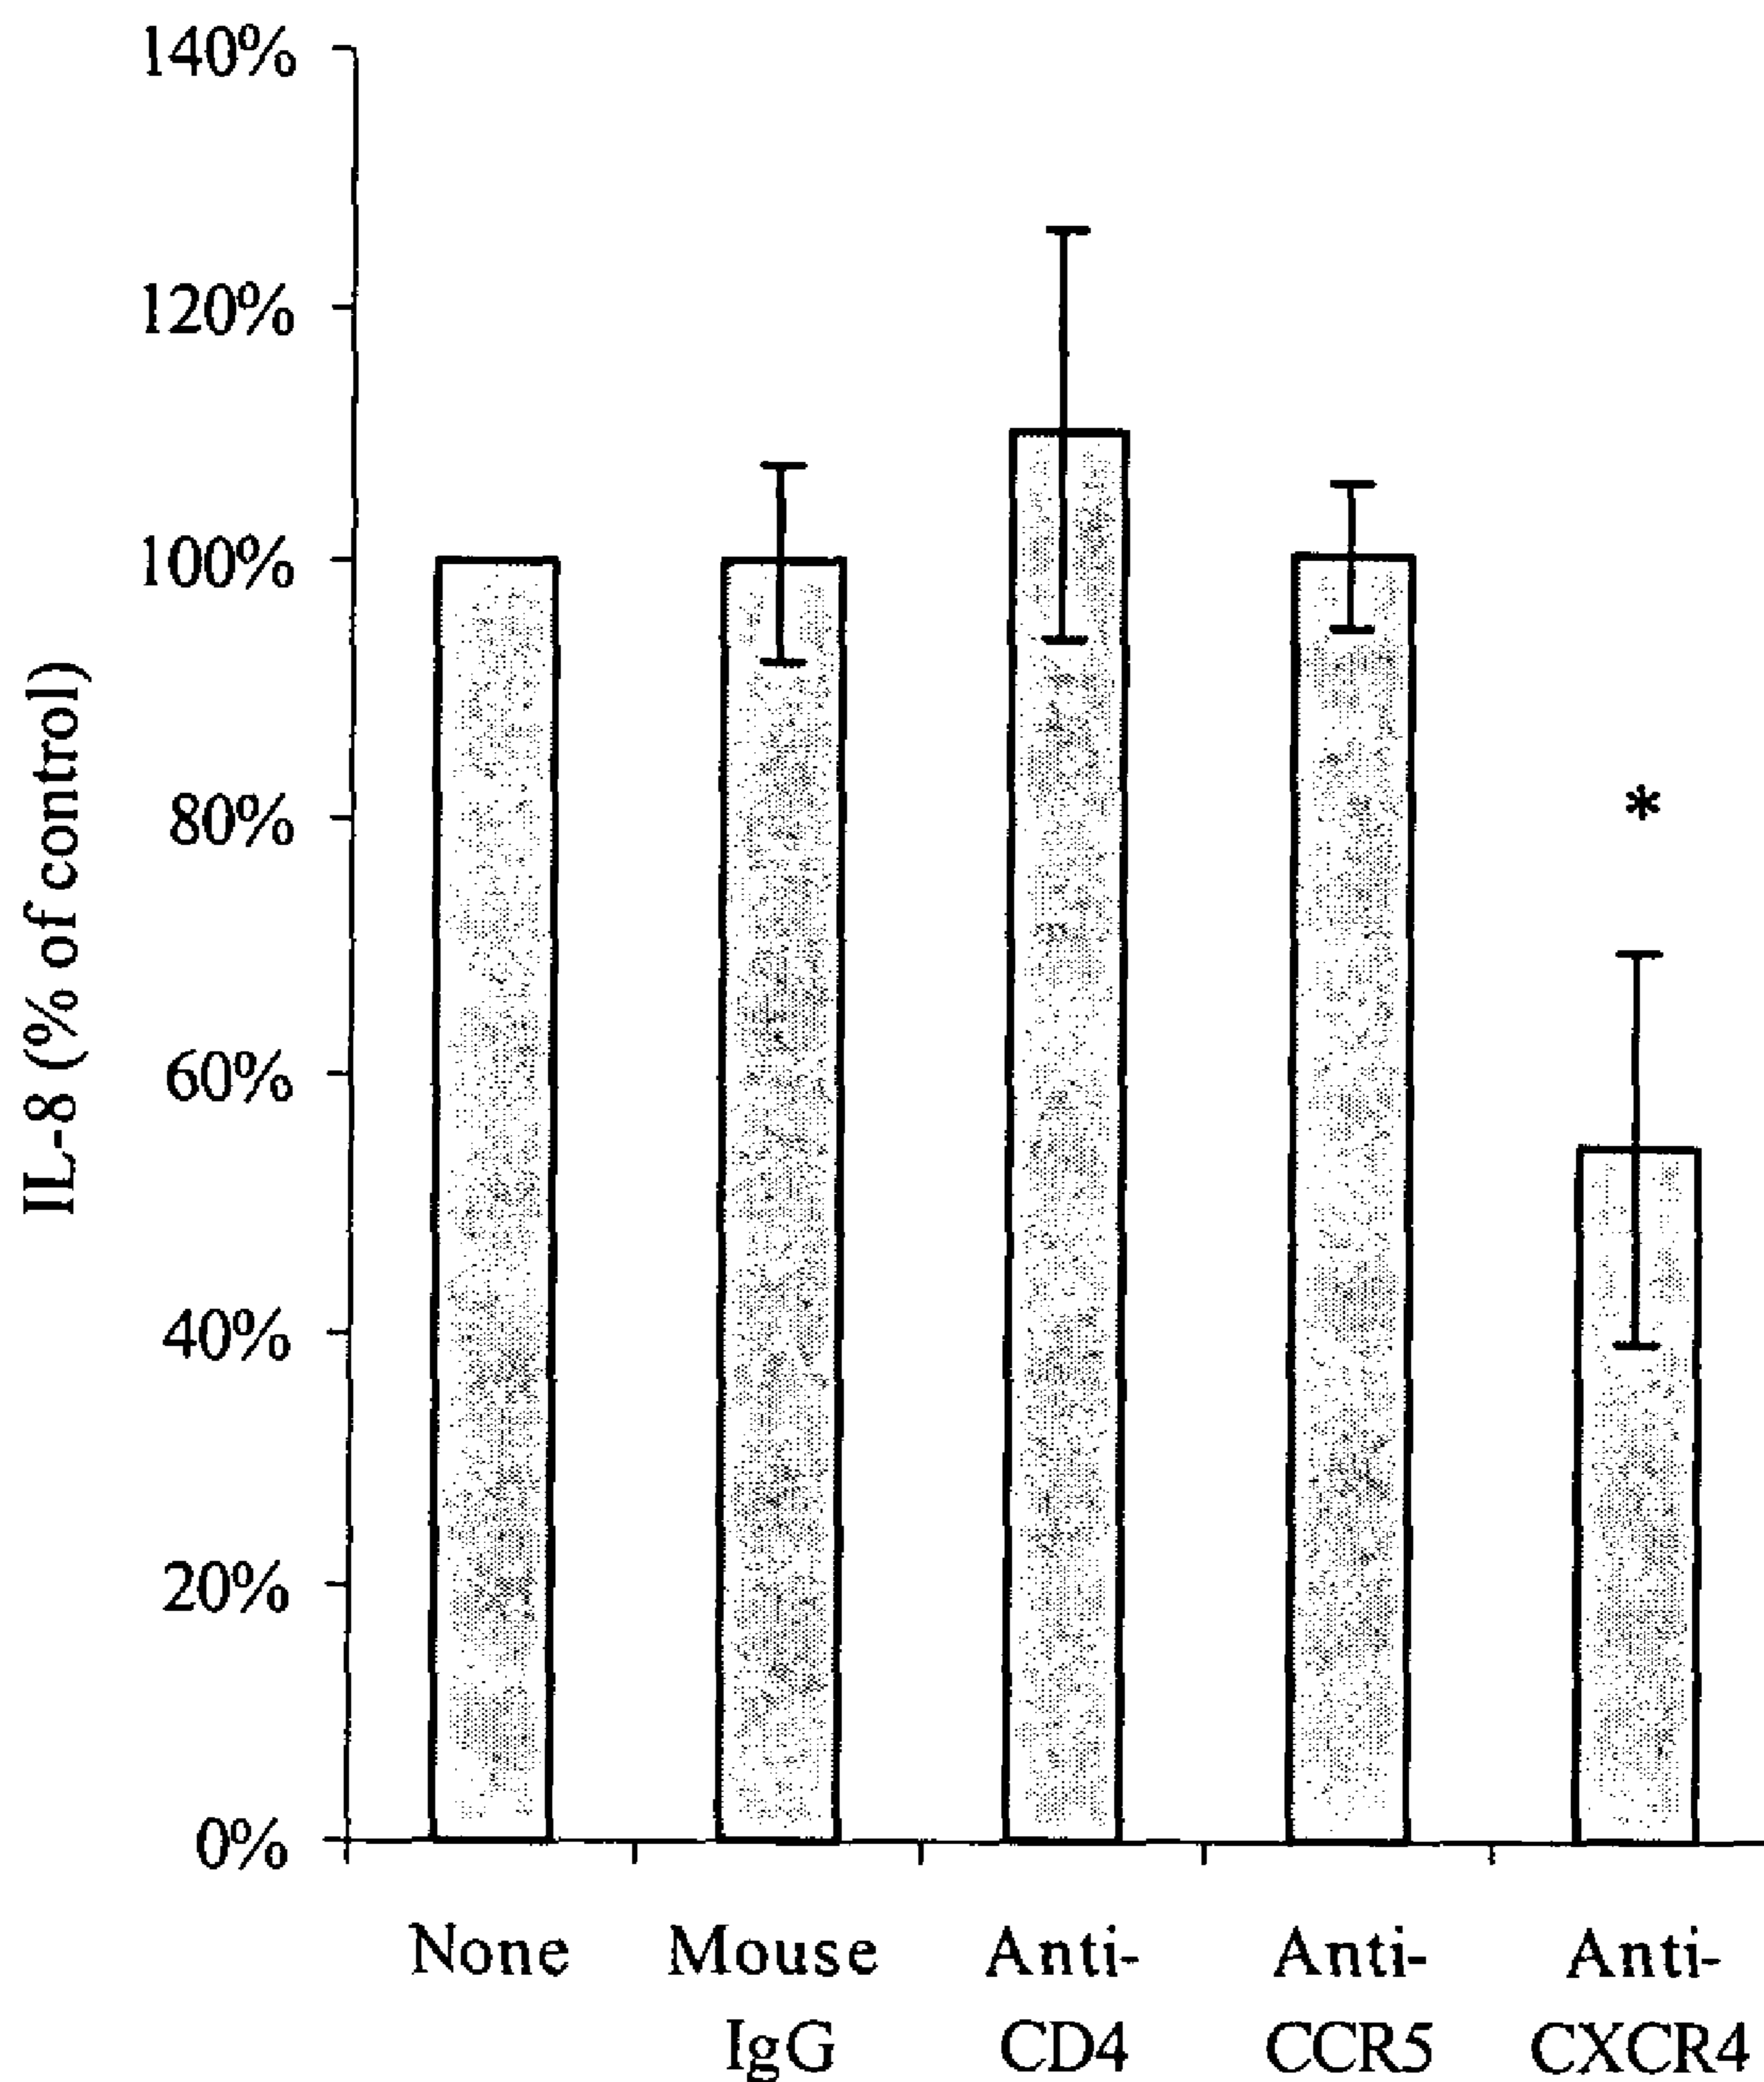 140%
120%
100%
80%
60%
40%
20%
0%
IL-8 (% of control)
*
None
Mouse
IgG
Anti-
CD4
Anti-
CCR5
Anti-
CXCR4